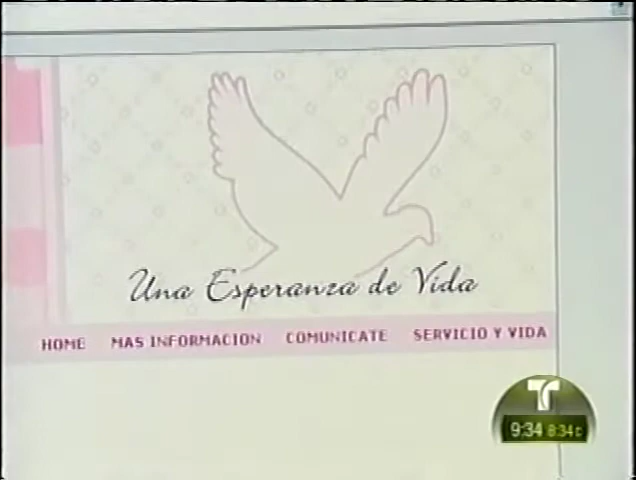 Una Esperanza de Vida
HOME MAS INFORMACION COMUNICATE SERVICIO Y VIDA
9:34 8:34c